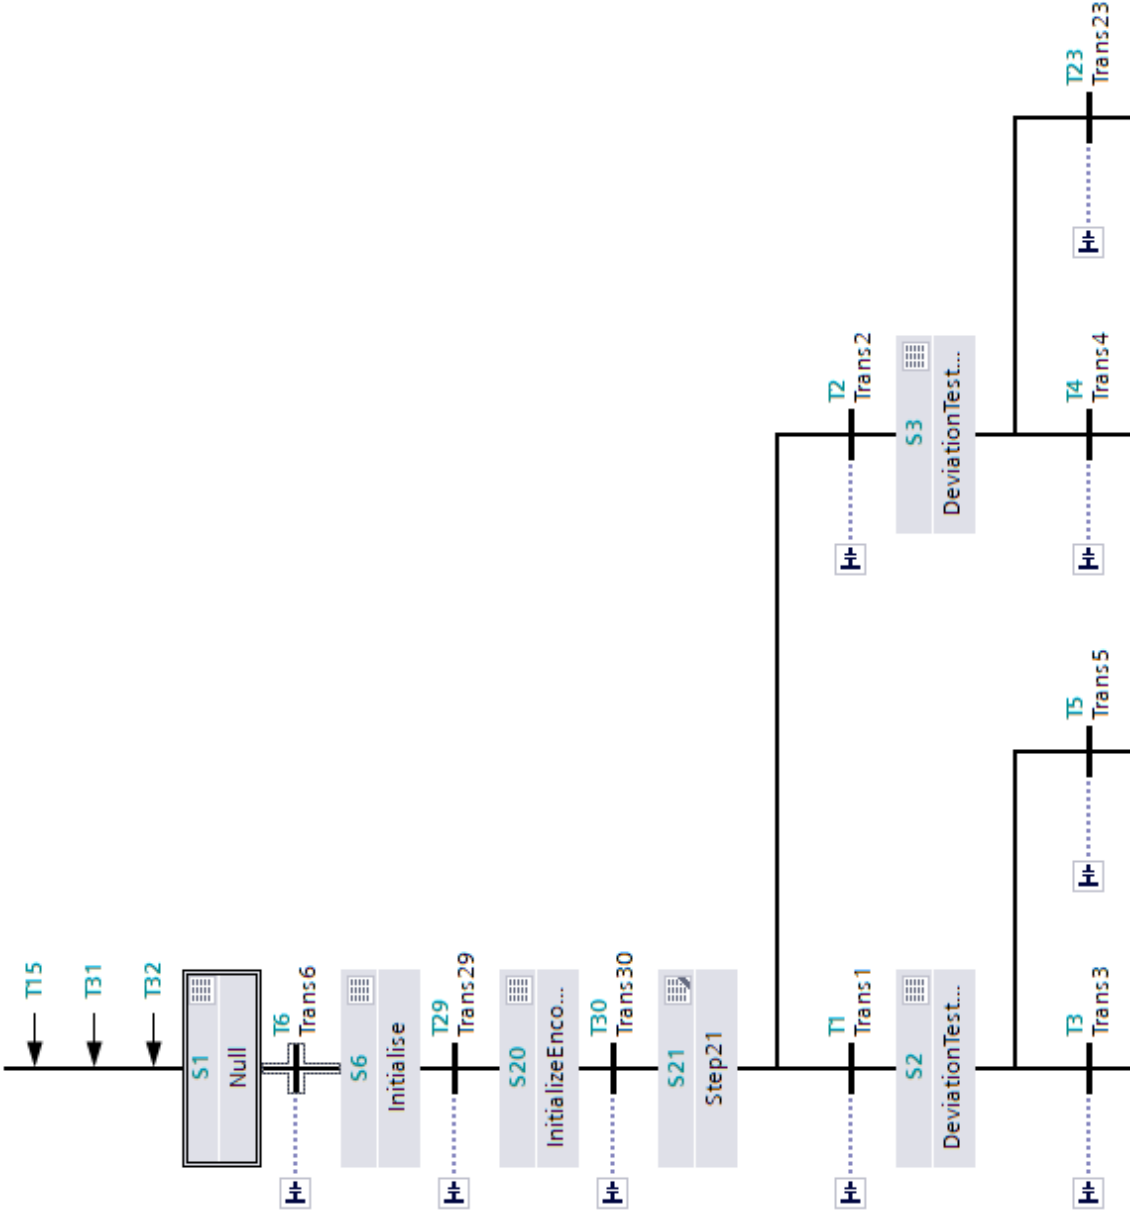 T15
T31
T32
S1
Null
T6
Trans6
S6
Initialise
T29
Trans29
S20
InitializeEnco...
T30
Trans30
S21
Step21
T1
Trans1
T2
Trans2
S2
DeviationTest...
S3
DeviationTest...
T3
Trans3
T5
Trans5
T4
Trans4
T23
Trans23